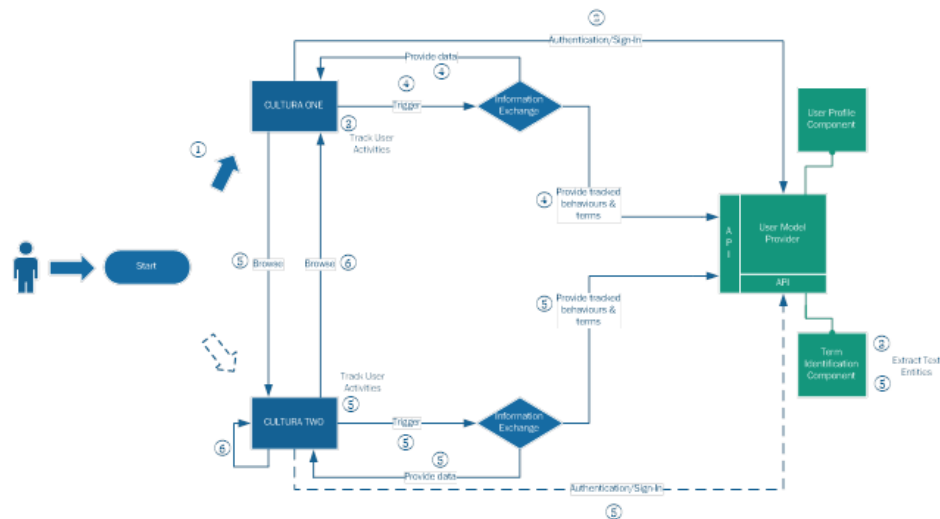 Authentication/Sign-In
Provide data
④
④
CULTURA ONE
Trigger
Information
Exchange
User Profile
Component
Track User
Activities
①
④
Provide tracked
behaviours &
terms
API
User Model
Provider
API
Start
⑤
Browse
Browse
⑥
⑤
Provide tracked
behaviours &
terms
Term
Identification
Component
Extract Text
Entities
⑤
Track User
Activities
⑤
CULTURA TWO
Trigger
⑤
Information
Exchange
⑥
⑤
Provide data
Authentication/Sign-In
⑤